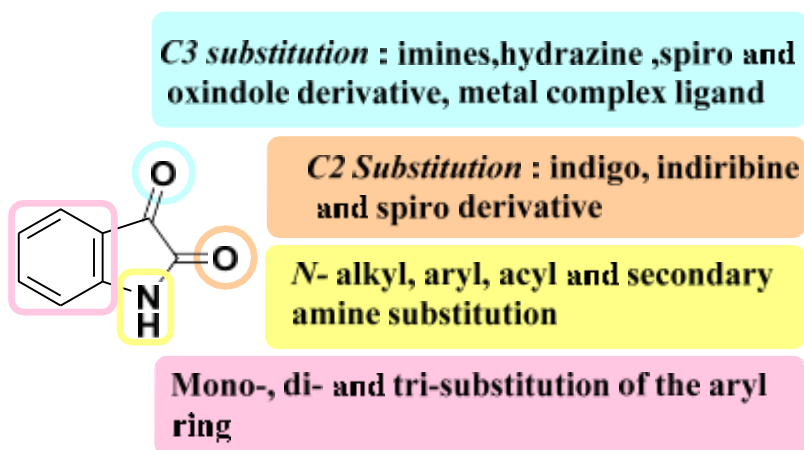 C3 substitution : imines,hydrazine ,spiro and
oxindole derivative, metal complex ligand
C2 Substitution : indigo, indiribine
and spiro derivative
O
O
N
H
N- alkyl, aryl, acyl and secondary
amine substitution
Mono-, di- and tri-substitution of the aryl
ring